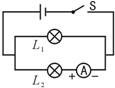 S
L₁
L₂ + A −